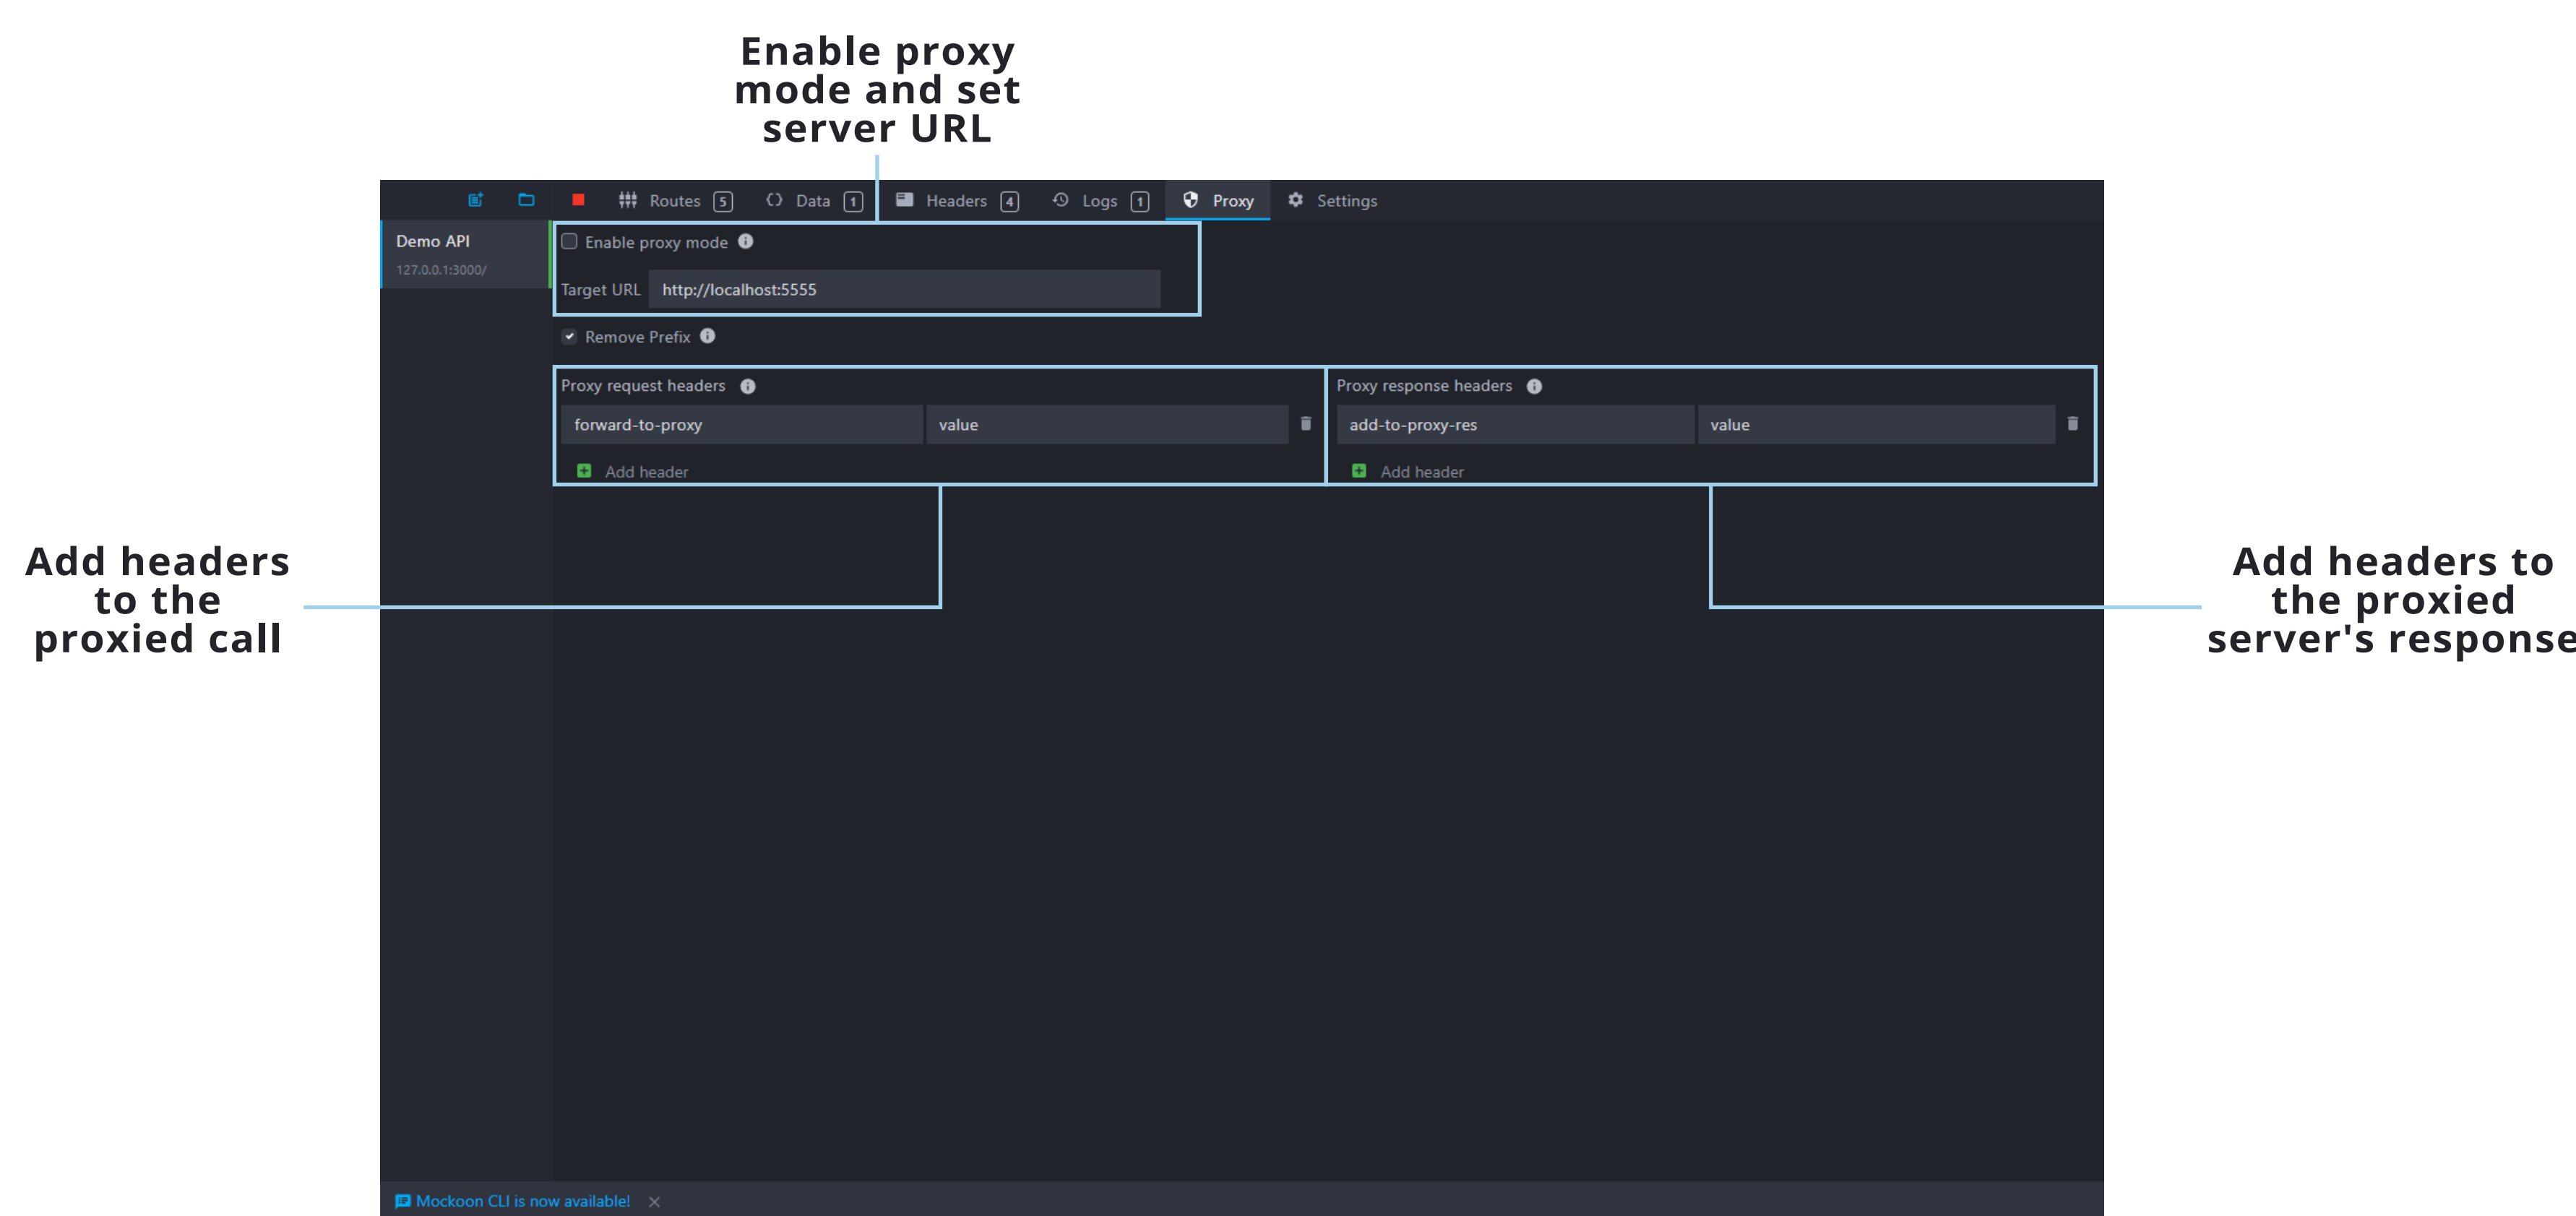 Enable proxy
mode and set
server URL
Routes 5 Data 1 Headers 4 Logs 1 Proxy Settings
Demo API
127.0.0.1:3000/
Enable proxy mode
Target URL http://localhost:5555
Remove Prefix
Proxy request headers
forward-to-proxy value
Add header
Proxy response headers
add-to-proxy-res value
Add header
Add headers
to the
proxied call
Add headers to
the proxied
server's response
Mockoon CLI is now available!